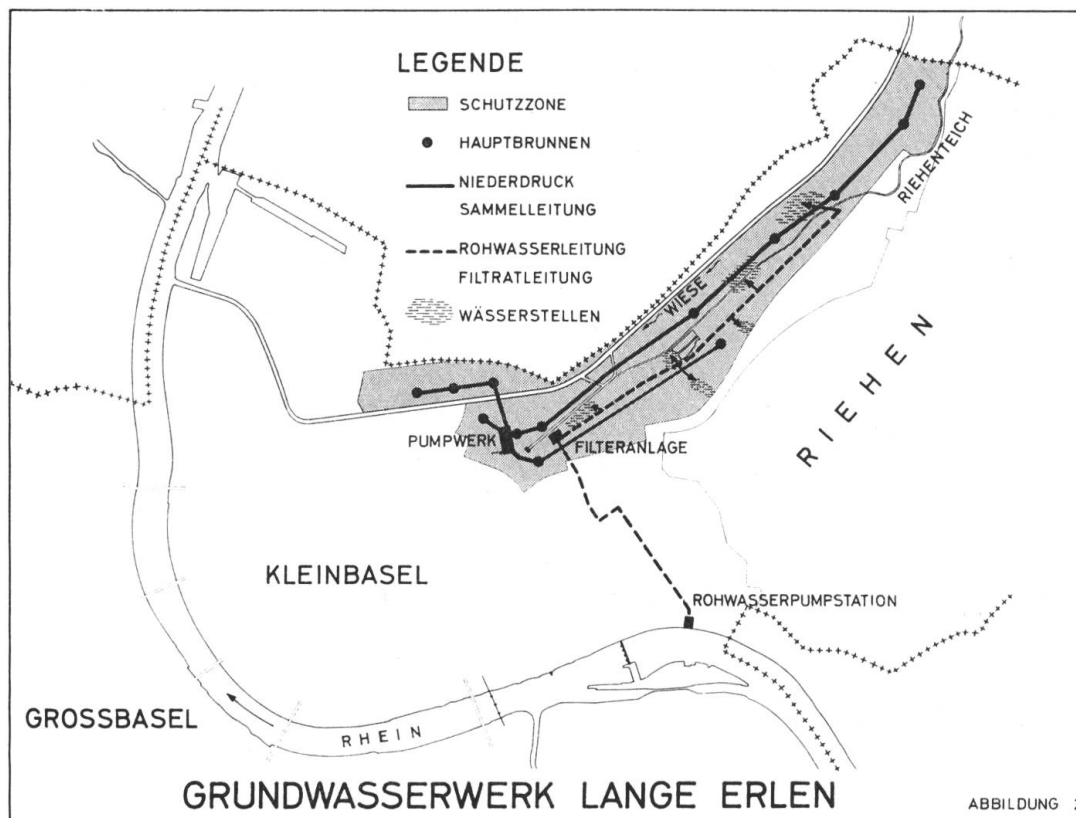 LEGENDE
SCHUTZZONE
HAUPTBRUNNEN
NIEDERDRUCK
SAMMELLEITUNG
ROHWASSERLEITUNG
FILTRATLEITUNG
WÄSSERSTELLEN
RIEHENTEICH
WIESE
RIEHEN
PUMPWERK
FILTERANLAGE
KLEINBASEL
ROHWASSERPUMPSTATION
GROSSBASEL
RHEIN
GRUNDWASSERWERK LANGE ERLEN
ABBILDUNG